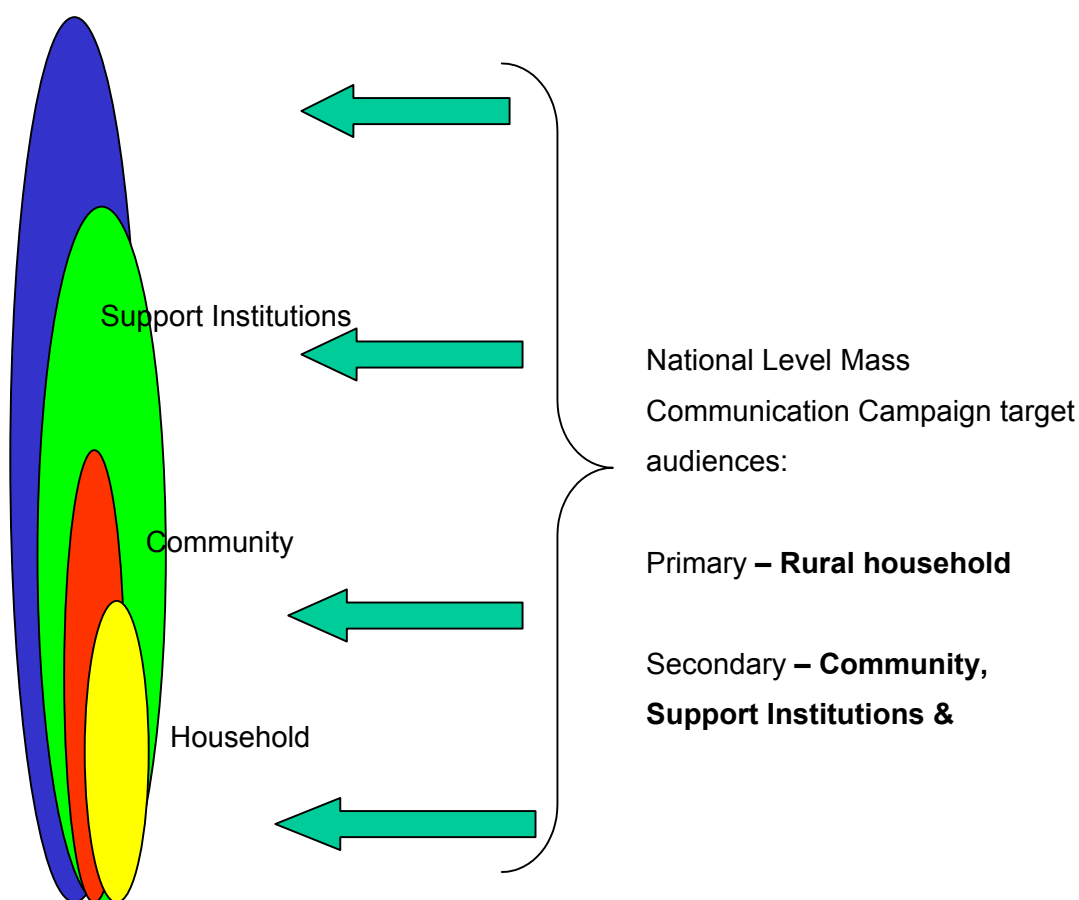 Support Institutions
Community
Household
National Level Mass
Communication Campaign target
audiences:
Primary – Rural household
Secondary – Community,
Support Institutions &